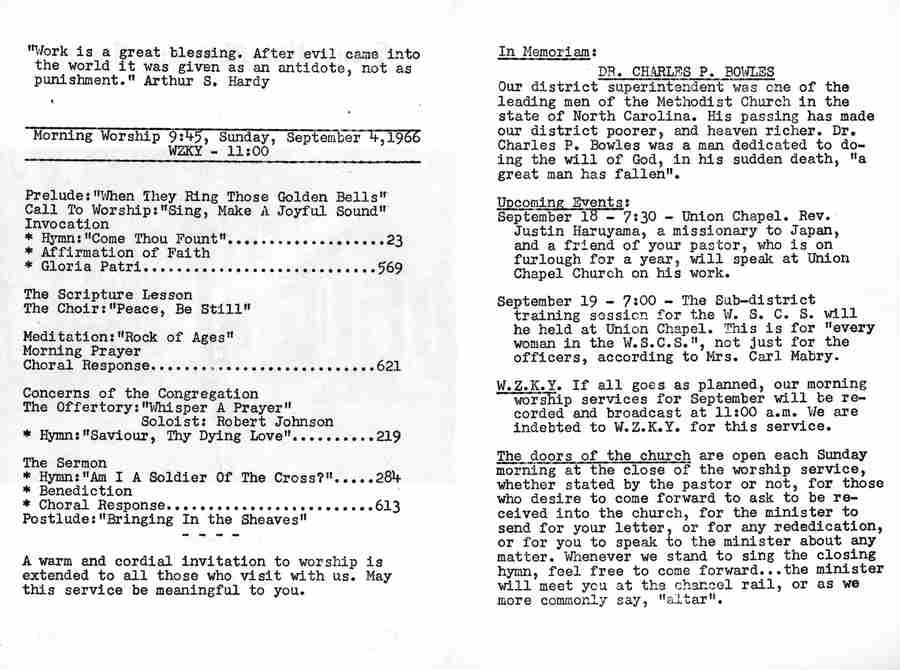 "Work is a great blessing. After evil came into
the world it was given as an antidote, not as
punishment." Arthur S. Hardy
Morning Worship 9:45, Sunday, September 4,1966
WZKY - 11:00
Prelude:"When They Ring Those Golden Bells"
Call To Worship:"Sing, Make A Joyful Sound"
Invocation
* Hymn:"Come Thou Fount"...................23
* Affirmation of Faith
* Gloria Patri............................569
The Scripture Lesson
The Choir:"Peace, Be Still"
Meditation:"Rock of Ages"
Morning Prayer
Choral Response...........................621
Concerns of the Congregation
The Offertory:"Whisper A Prayer"
Soloist: Robert Johnson
* Hymn:"Saviour, Thy Dying Love"..........219
The Sermon
* Hymn:"Am I A Soldier Of The Cross?".....284
* Benediction
* Choral Response.........................613
Postlude:"Bringing In the Sheaves"
- - - -
A warm and cordial invitation to worship is
extended to all those who visit with us. May
this service be meaningful to you.
In Memoriam:
DR. CHARLES P. BOWLES
Our district superintendent was one of the
leading men of the Methodist Church in the
state of North Carolina. His passing has made
our district poorer, and heaven richer. Dr.
Charles P. Bowles was a man dedicated to do-
ing the will of God, in his sudden death, "a
great man has fallen".
Upcoming Events:
September 18 - 7:30 - Union Chapel. Rev.
Justin Haruyama, a missionary to Japan,
and a friend of your pastor, who is on
furlough for a year, will speak at Union
Chapel Church on his work.
September 19 - 7:00 - The Sub-district
training session for the W. S. C. S. will
he held at Union Chapel. This is for "every
woman in the W.S.C.S.", not just for the
officers, according to Mrs. Carl Mabry.
W.Z.K.Y. If all goes as planned, our morning
worship services for September will be re-
corded and broadcast at 11:00 a.m. We are
indebted to W.Z.K.Y. for this service.
The doors of the church are open each Sunday
morning at the close of the worship service,
whether stated by the pastor or not, for those
who desire to come forward to ask to be re-
ceived into the church, for the minister to
send for your letter, or for any rededication,
or for you to speak to the minister about any
matter. Whenever we stand to sing the closing
hymn, feel free to come forward...the minister
will meet you at the chancel rail, or as we
more commonly say, "altar".